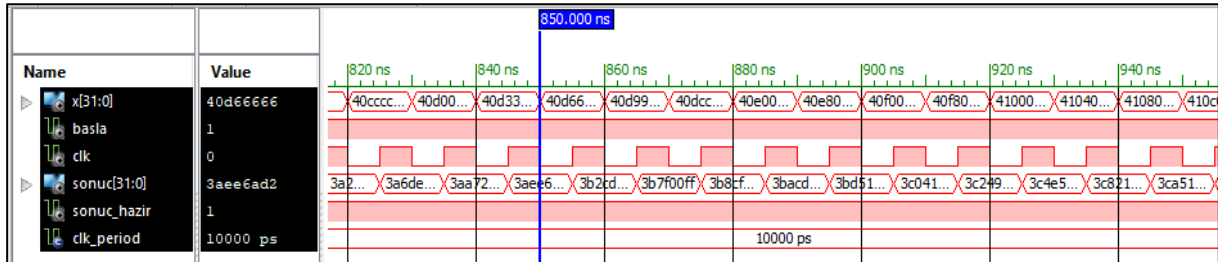 850.000 ns
Name Value 820 ns 840 ns 860 ns 880 ns 900 ns 920 ns 940 ns
x[31:0] 40d66666 40cccc... 40d00... 40d33... 40d66... 40d99... 40dcc... 40e00... 40e80... 40f00... 40f80... 41000... 41040... 41080...
basla 1
clk 0
sonuc[31:0] 3aee6ad2 3a2... 3a6de... 3aa72... 3aee6... 3b2cd... 3b7f00ff 3b8cf... 3bacd... 3bd51... 3c041... 3c249... 3c4e5... 3c821... 3ca51...
sonuc_hazir 1
clk_period 10000 ps 10000 ps